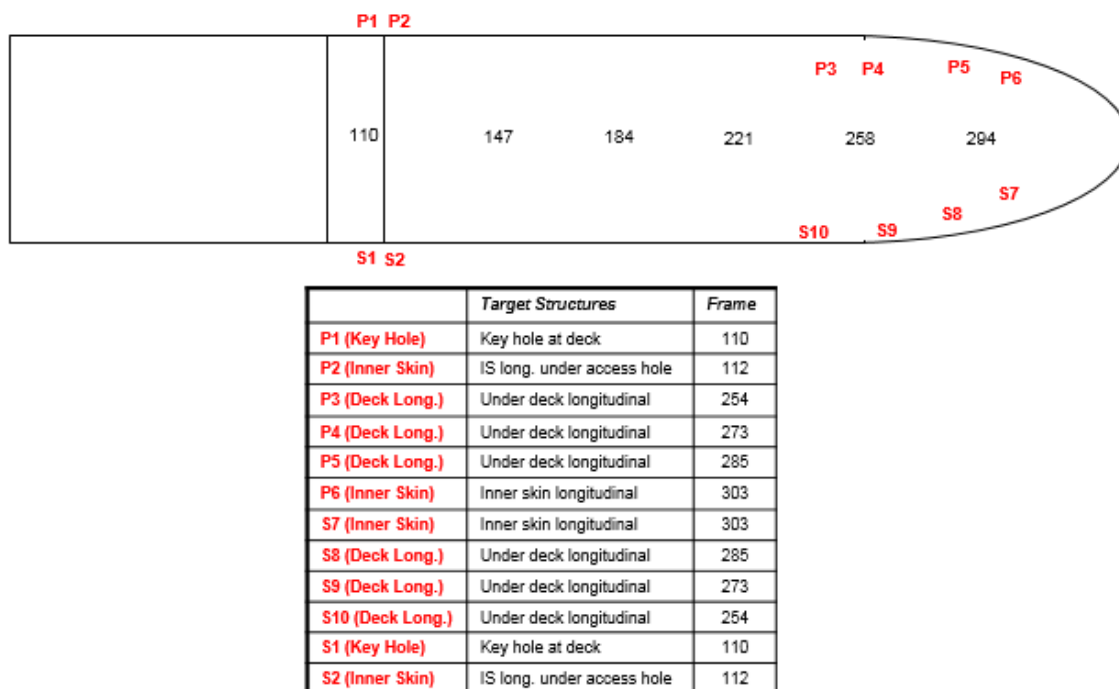 P1 P2
P3 P4 P5 P6
110 147 184 221 258 294
S7
S8
S10 S9
S1 S2
Target Structures Frame
P1 (Key Hole) Key hole at deck 110
P2 (Inner Skin) IS long. under access hole 112
P3 (Deck Long.) Under deck longitudinal 254
P4 (Deck Long.) Under deck longitudinal 273
P5 (Deck Long.) Under deck longitudinal 285
P6 (Inner Skin) Inner skin longitudinal 303
S7 (Inner Skin) Inner skin longitudinal 303
S8 (Deck Long.) Under deck longitudinal 285
S9 (Deck Long.) Under deck longitudinal 273
S10 (Deck Long.) Under deck longitudinal 254
S1 (Key Hole) Key hole at deck 110
S2 (Inner Skin) IS long. under access hole 112